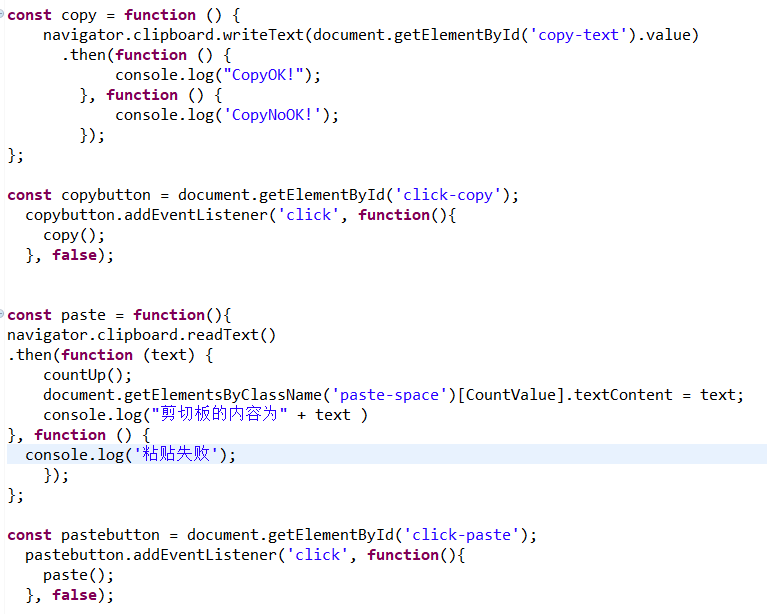 const copy = function () {
    navigator.clipboard.writeText(document.getElementById('copy-text').value)
      .then(function () {
            console.log("CopyOK!");
        }, function () {
            console.log('CopyNoOK!');
        });
};

const copybutton = document.getElementById('click-copy');
  copybutton.addEventListener('click', function(){
    copy();
  }, false);


const paste = function(){
navigator.clipboard.readText()
.then(function (text) {
    countUp();
    document.getElementsByClassName('paste-space')[CountValue].textContent = text;
    console.log("剪切板的内容为" + text )
}, function () {
  console.log('粘贴失败');
    });
};

const pastebutton = document.getElementById('click-paste');
  pastebutton.addEventListener('click', function(){
    paste();
  }, false);